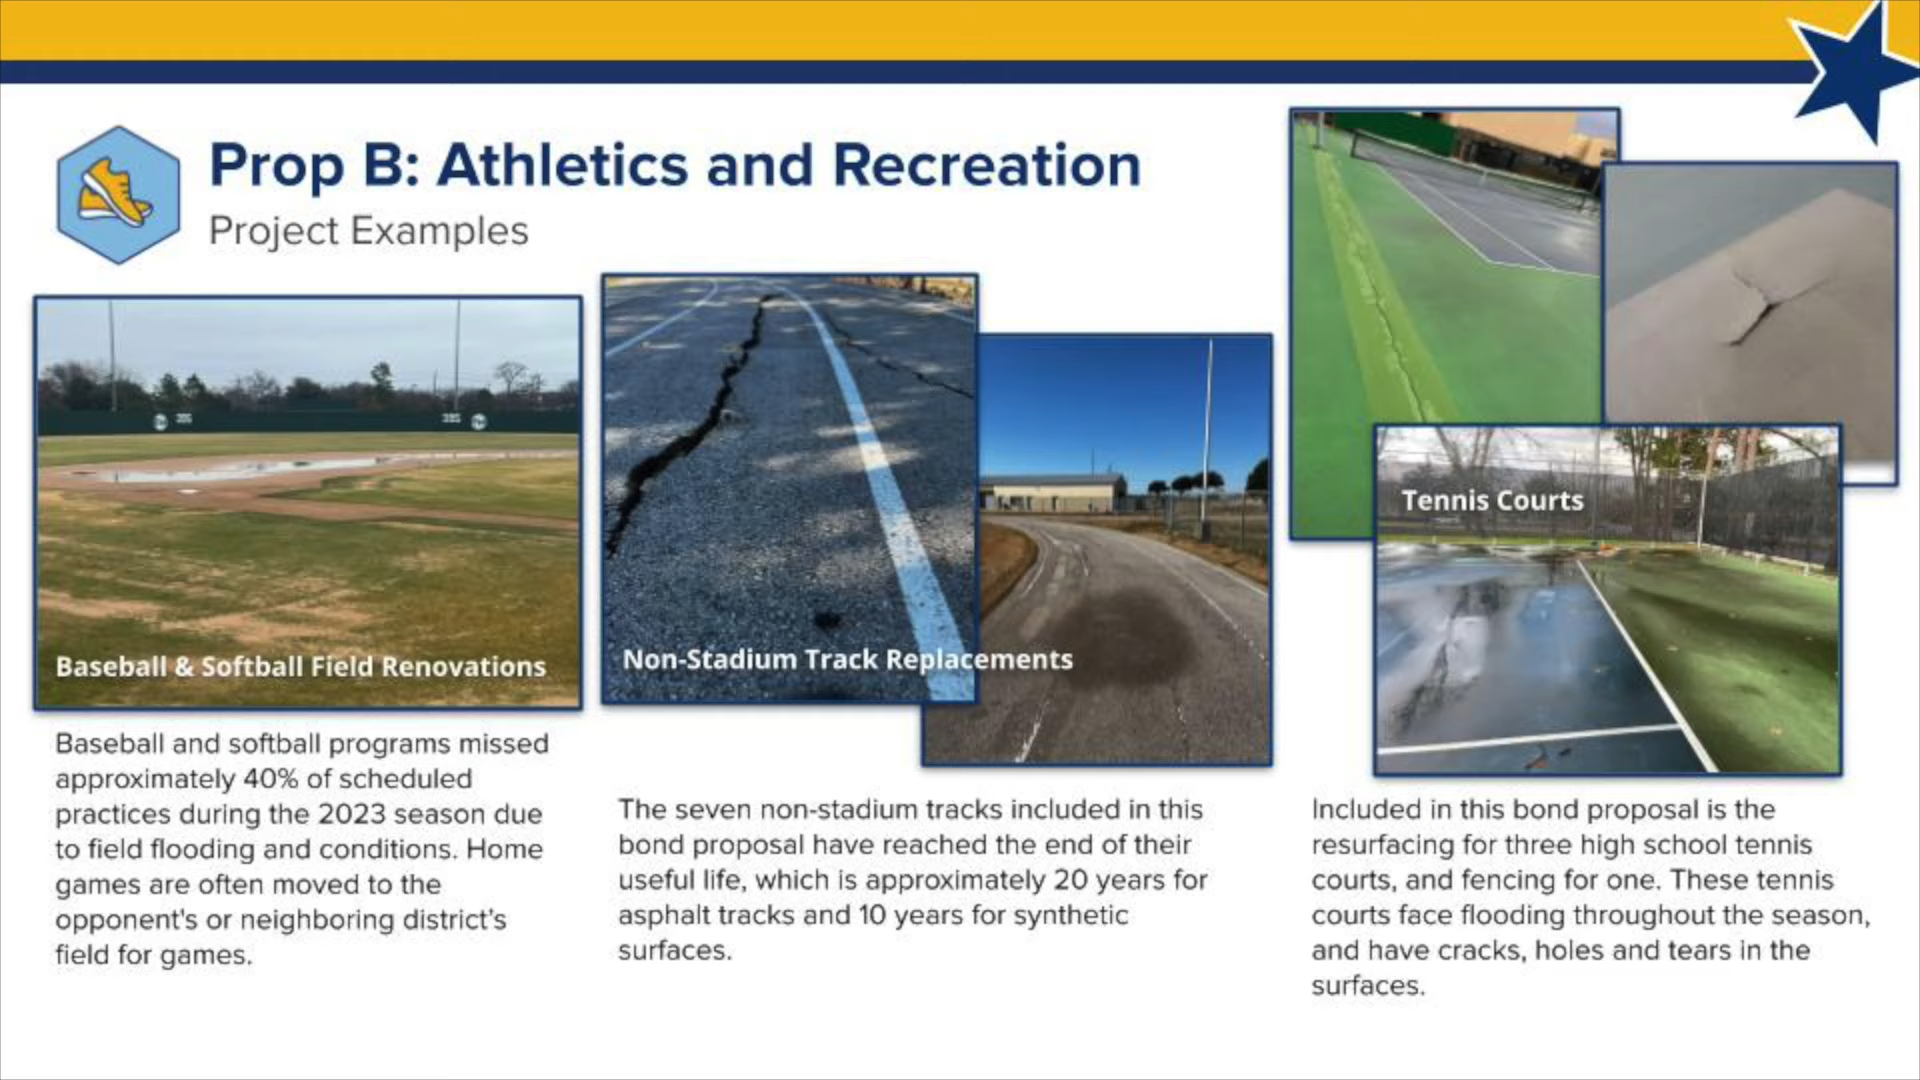 Prop B: Athletics and Recreation
Project Examples
Baseball & Softball Field Renovations
Baseball and softball programs missed
approximately 40% of scheduled
practices during the 2023 season due
to field flooding and conditions. Home
games are often moved to the
opponent's or neighboring district's
field for games.
Non-Stadium Track Replacements
The seven non-stadium tracks included in this
bond proposal have reached the end of their
useful life, which is approximately 20 years for
asphalt tracks and 10 years for synthetic
surfaces.
Tennis Courts
Included in this bond proposal is the
resurfacing for three high school tennis
courts, and fencing for one. These tennis
courts face flooding throughout the season,
and have cracks, holes and tears in the
surfaces.